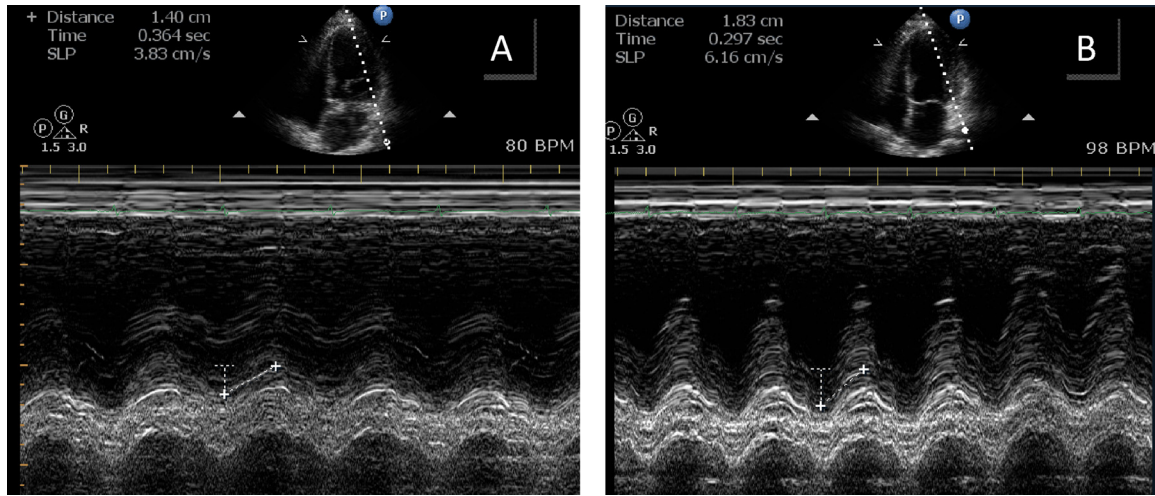 + Distance 1.40 cm
Time 0.364 sec
SLP 3.83 cm/s
P
A
G
P R
1.5 3.0
80 BPM
Distance 1.83 cm
Time 0.297 sec
SLP 6.16 cm/s
P
B
G
P R
1.5 3.0
98 BPM